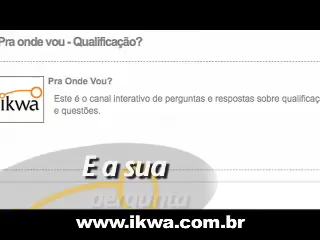 Pra onde vou - Qualificação?
Pra Onde Vou?
ikwa
Este é o canal interativo de perguntas e respostas sobre qualificaç
e questões.
E a sua
pergunta
www.ikwa.com.br